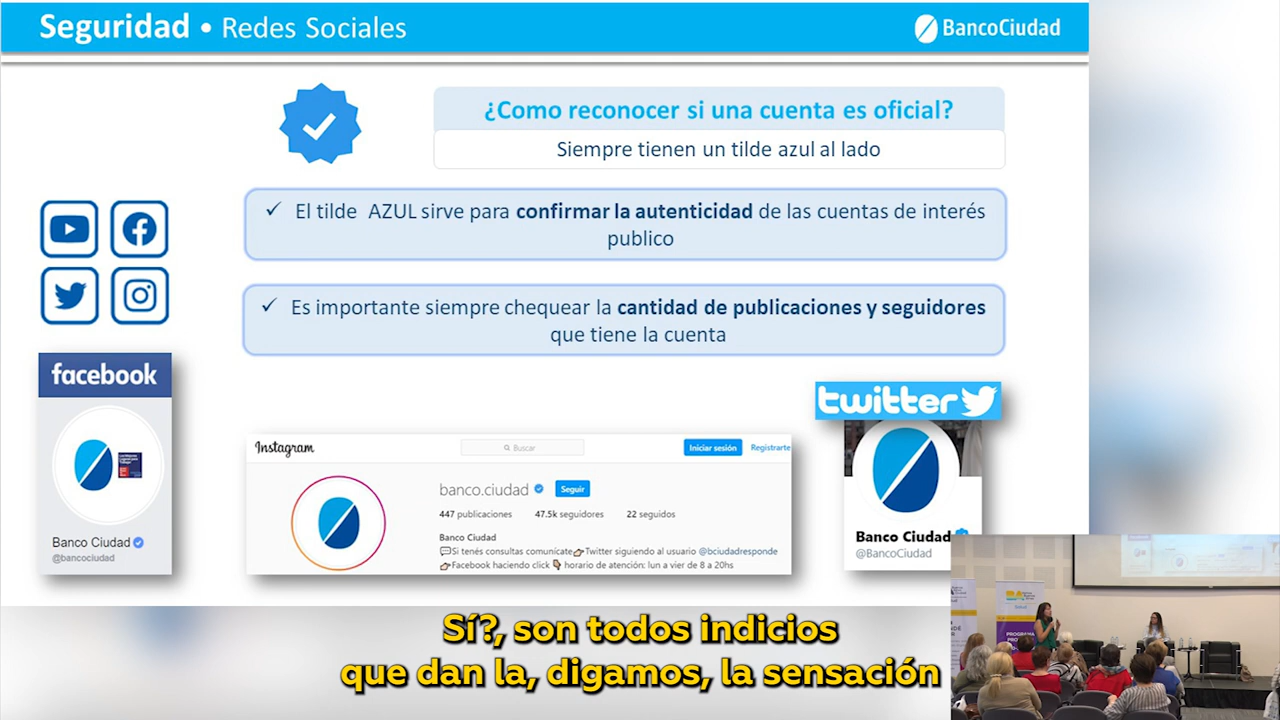 Seguridad • Redes Sociales
BancoCiudad
¿Como reconocer si una cuenta es oficial?
Siempre tienen un tilde azul al lado
✓ El tilde AZUL sirve para confirmar la autenticidad de las cuentas de interés
publico
✓ Es importante siempre chequear la cantidad de publicaciones y seguidores
que tiene la cuenta
facebook
Banco Ciudad
@bancociudad
Instagram
Buscar
Iniciar sesión
Registrarte
banco.ciudad
Seguir
447 publicaciones 47.5k seguidores 22 seguidos
Banco Ciudad
Si tenés consultas comunícate Twitter siguiendo al usuario @bciudadresponde
Facebook haciendo click horario de atención: lun a vier de 8 a 20hs
twitter
Banco Ciudad
@BancoCiudad
Sí?, son todos indicios
que dan la, digamos, la sensación